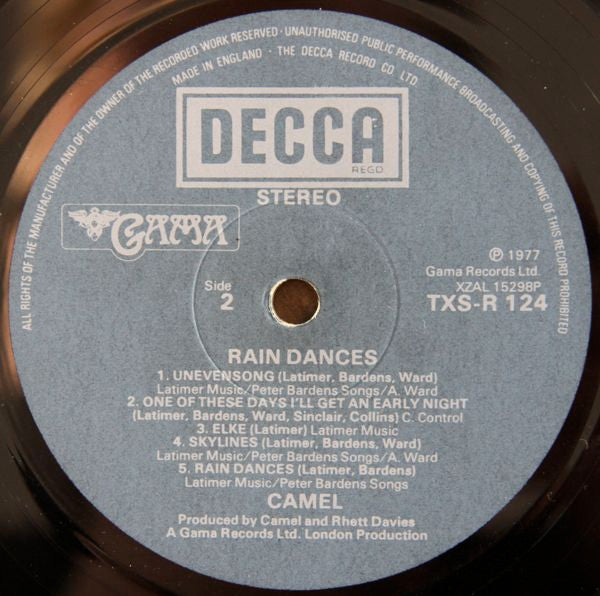 ALL RIGHTS OF THE MANUFACTURER AND OF THE OWNER OF THE RECORDED WORK RESERVED · UNAUTHORISED PUBLIC PERFORMANCE BROADCASTING AND COPYING OF THIS RECORD PROHIBITED
MADE IN ENGLAND · THE DECCA RECORD CO LTD
DECCA
REGD
STEREO
GAMA
℗ 1977
Gama Records Ltd.
XZAL 15298P
TXS-R 124
Side
2
RAIN DANCES
1. UNEVENSONG (Latimer, Bardens, Ward)
Latimer Music/Peter Bardens Songs/A. Ward
2. ONE OF THESE DAYS I'LL GET AN EARLY NIGHT
(Latimer, Bardens, Ward, Sinclair, Collins) C. Control
3. ELKE (Latimer) Latimer Music
4. SKYLINES (Latimer, Bardens, Ward)
Latimer Music/Peter Bardens Songs/A. Ward
5. RAIN DANCES (Latimer, Bardens)
Latimer Music/Peter Bardens Songs
CAMEL
Produced by Camel and Rhett Davies
A Gama Records Ltd. London Production